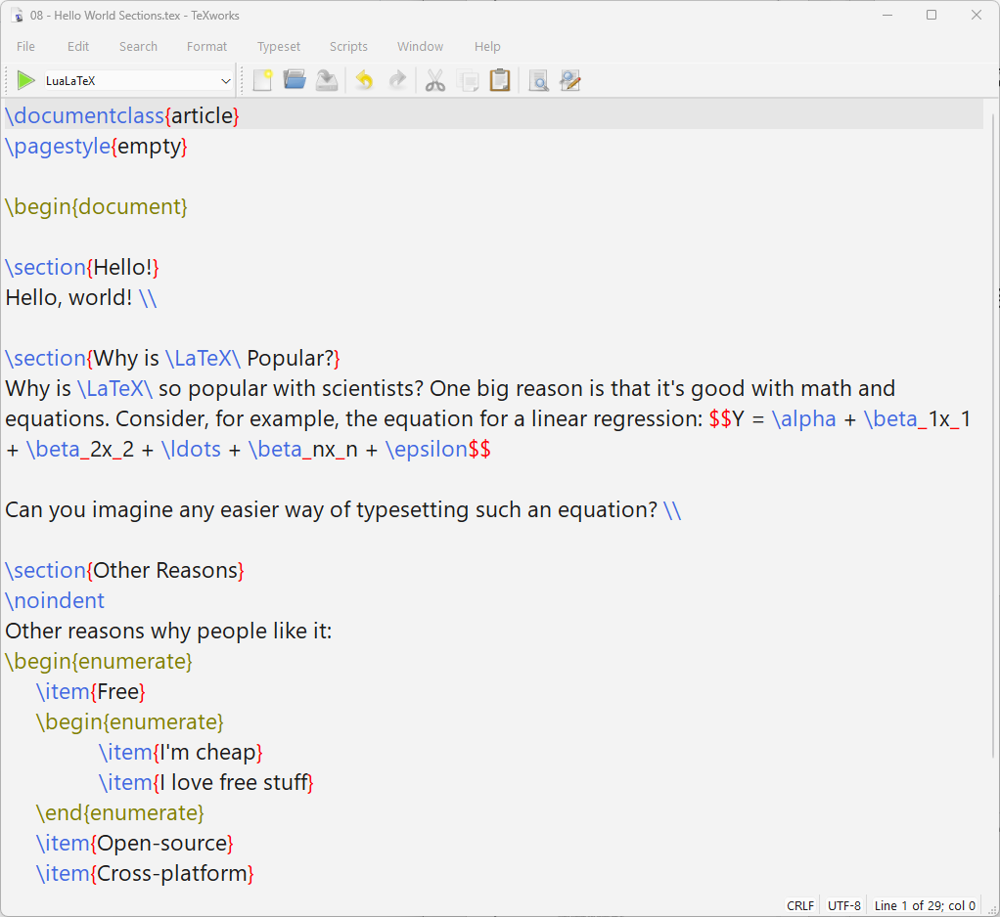 08 - Hello World Sections.tex - TeXworks
File Edit Search Format Typeset Scripts Window Help
LuaLaTeX
\documentclass{article}
\pagestyle{empty}
\begin{document}
\section{Hello!}
Hello, world! \\
\section{Why is \LaTeX\ Popular?}
Why is \LaTeX\ so popular with scientists? One big reason is that it's good with math and
equations. Consider, for example, the equation for a linear regression: $$Y = \alpha + \beta_1x_1
+ \beta_2x_2 + \ldots + \beta_nx_n + \epsilon$$
Can you imagine any easier way of typesetting such an equation? \\
\section{Other Reasons}
\noindent
Other reasons why people like it:
\begin{enumerate}
\item{Free}
\begin{enumerate}
\item{I'm cheap}
\item{I love free stuff}
\end{enumerate}
\item{Open-source}
\item{Cross-platform}
CRLF UTF-8 Line 1 of 29; col 0